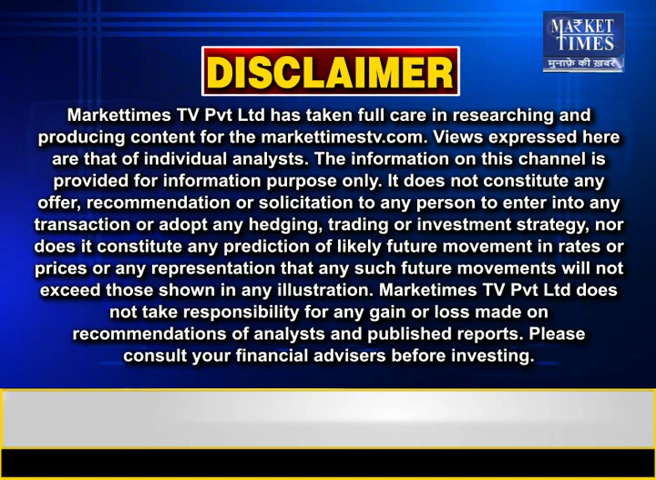 MA₹KET
TIMES
मुनाफ़े की ख़बर
DISCLAIMER
Markettimes TV Pvt Ltd has taken full care in researching and
producing content for the markettimestv.com. Views expressed here
are that of individual analysts. The information on this channel is
provided for information purpose only. It does not constitute any
offer, recommendation or solicitation to any person to enter into any
transaction or adopt any hedging, trading or investment strategy, nor
does it constitute any prediction of likely future movement in rates or
prices or any representation that any such future movements will not
exceed those shown in any illustration. Marketimes TV Pvt Ltd does
not take responsibility for any gain or loss made on
recommendations of analysts and published reports. Please
consult your financial advisers before investing.